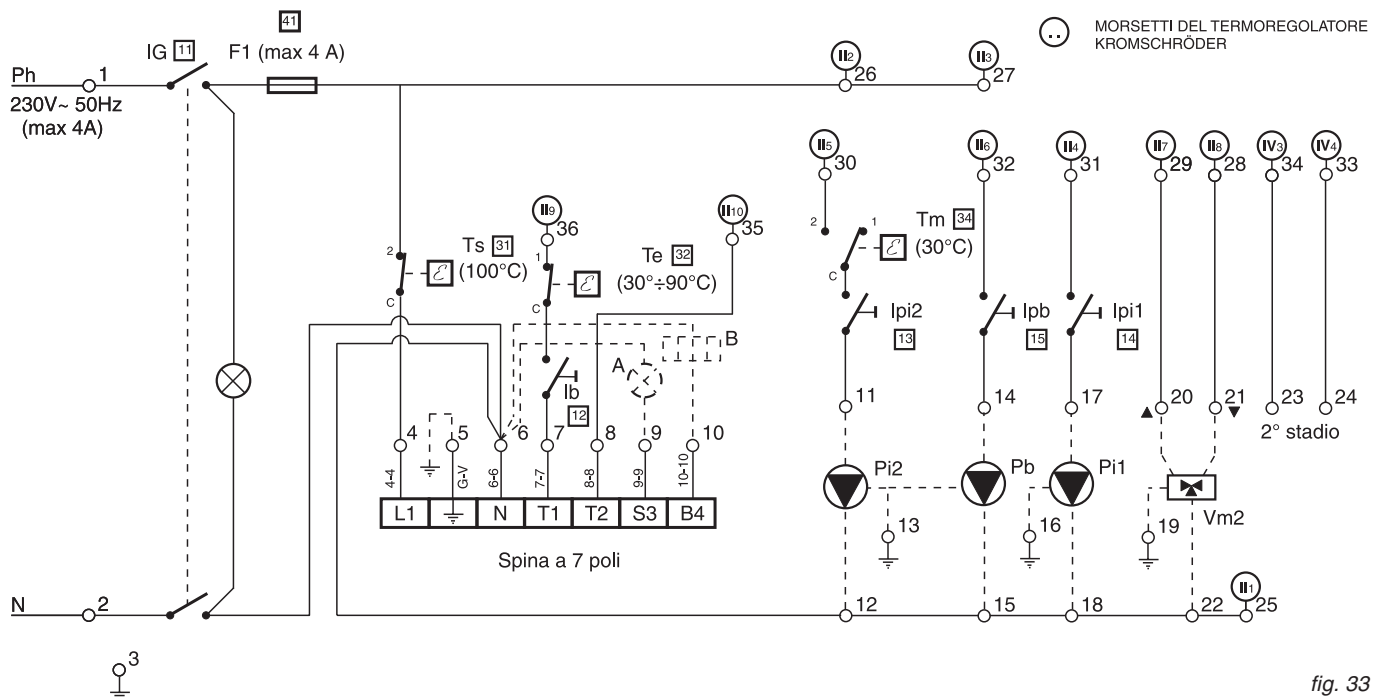 41
IG 11
F1 (max 4 A)
II2
26
II3
27
..
MORSETTI DEL TERMOREGOLATORE
KROMSCHRÖDER
Ph
1
230V~ 50Hz
(max 4A)
II5
30
II6
32
II4
31
II7
29
II8
28
IV3
34
IV4
33
II9
36
II10
35
2
1
Tm 34
(30°C)
ℰ
C
2
Ts 31
(100°C)
ℰ
C
1
Te 32
(30°÷90°C)
ℰ
C
Ipi2
13
Ipb
15
Ipi1
14
B
A
Ib
12
11
14
17
20
21
23
24
▲
▼
2° stadio
4
5
6
7
8
9
10
4-4
G-V
6-6
7-7
8-8
9-9
10-10
L1
N
T1
T2
S3
B4
Spina a 7 poli
Pi2
Pb
Pi1
Vm2
13
16
19
N
2
12
15
18
22
II1
25
3
fig. 33